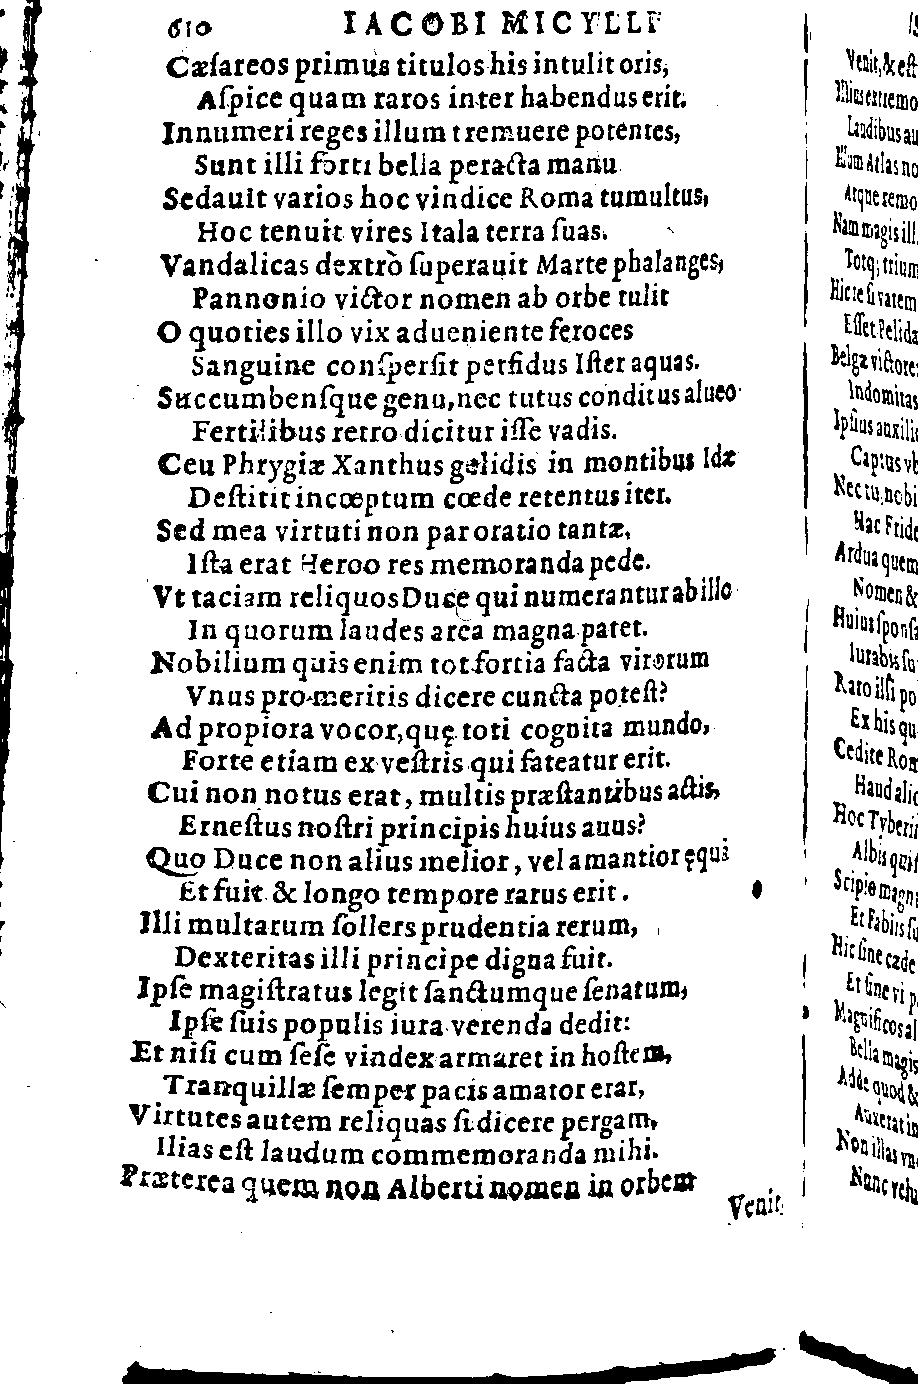 610 IACOBI MICYLLI
Cæſareos primus titulos his intulit oris,
Aſpice quam raros inter habendus erit.
Innumeri reges illum tremuere potentes,
Sunt illi forti bella peracta manu
Sedauit varios hoc vindice Roma tumultus,
Hoc tenuit vires Itala terra ſuas.
Vandalicas dextrò ſuperauit Marte phalanges,
Pannonio victor nomen ab orbe tulit
O quoties illo vix adueniente feroces
Sanguine conſperſit perfidus Iſter aquas.
Succumbenſque genu, nec tutus conditus alueo
Fertilibus retro dicitur iſſe vadis.
Ceu Phrygiæ Xanthus gelidis in montibus Idæ
Deſtitit incœptum cœde retentus iter.
Sed mea virtuti non par oratio tantæ,
Iſta erat Heroo res memoranda pede.
Vt taciam reliquos Duce qui numerantur ab illo
In quorum laudes area magna patet.
Nobilium quis enim tot fortia facta virorum
Vnus pro meritis dicere cuncta poteſt?
Ad propiora vocor, quę toti cognita mundo,
Forte etiam ex veſtris qui fateatur erit.
Cui non notus erat, multis præſtantibus actis,
Erneſtus noſtri principis huius auus?
Quo Duce non alius melior, vel amantior ęqui
Et fuit & longo tempore rarus erit.
Illi multarum ſollers prudentia rerum,
Dexteritas illi principe digna fuit.
Ipſe magiſtratus legit ſanctumque ſenatum,
Ipſe ſuis populis iura verenda dedit:
Et niſi cum ſeſe vindex armaret in hoſtem,
Tranquillæ ſemper pacis amator erat,
Virtutes autem reliquas ſi dicere pergam,
Ilias eſt laudum commemoranda mihi.
Præterea quem non Alberti nomen in orbem
Venit
Venit, & eſt
Illius extremo
Laudibus au
Eum Atlas no
Atque remo
Nam magis ill
Torq; trium
Hic te ſi vatem
Eſſet Pelida
Belgæ victore
Indomitas
Ipſius auxilis
Captus vb
Nec tu, nobi
Hac Fride
Ardua quem
Nomen &
Huius ſponſa
Iurabis ſu
Raro illſi po
Ex his qu
Cedite Rom
Haud alic
Hoc Tyberii
Albis quiſ
Scipio magni
Et Fabiis ſu
Hic ſine cæde
Et ſine vi p
Magnificos al
Bella magis
Adde quod &
Auxerat in
Non illas vn
Nunc relu